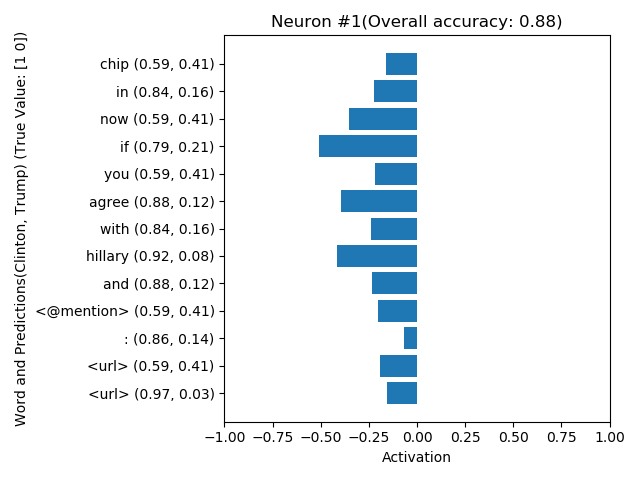 Neuron #1(Overall accuracy: 0.88)
Word and Predictions(Clinton, Trump) (True Value: [1 0])
chip (0.59, 0.41)
in (0.84, 0.16)
now (0.59, 0.41)
if (0.79, 0.21)
you (0.59, 0.41)
agree (0.88, 0.12)
with (0.84, 0.16)
hillary (0.92, 0.08)
and (0.88, 0.12)
<@mention> (0.59, 0.41)
: (0.86, 0.14)
<url> (0.59, 0.41)
<url> (0.97, 0.03)
−1.00 −0.75 −0.50 −0.25 0.00 0.25 0.50 0.75 1.00
Activation